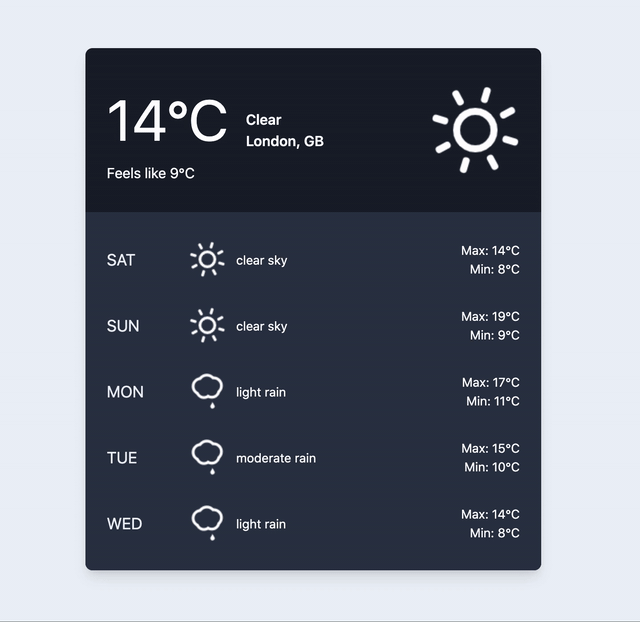 14°C
Clear
London, GB
Feels like 9°C
SAT clear sky Max: 14°C
Min: 8°C
SUN clear sky Max: 19°C
Min: 9°C
MON light rain Max: 17°C
Min: 11°C
TUE moderate rain Max: 15°C
Min: 10°C
WED light rain Max: 14°C
Min: 8°C